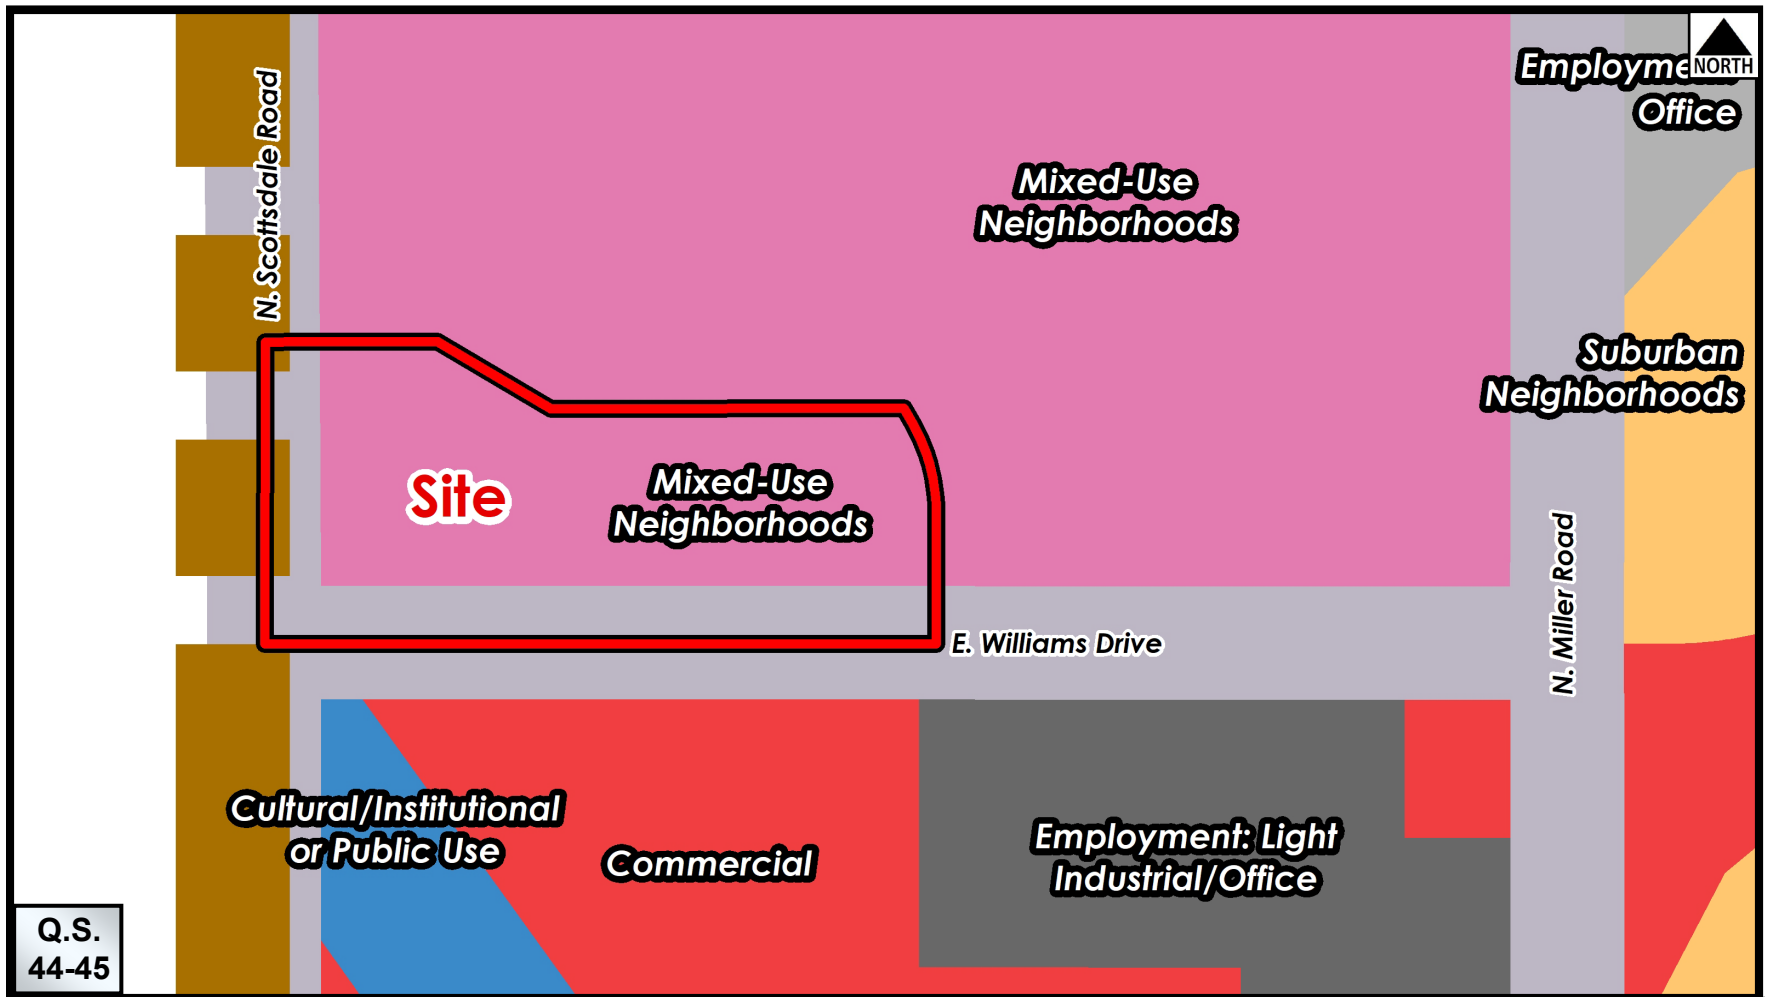 Employme
NORTH
Office
N. Scottsdale Road
Mixed-Use
Neighborhoods
Suburban
Neighborhoods
Site
Mixed-Use
Neighborhoods
N. Miller Road
E. Williams Drive
Cultural/Institutional
or Public Use
Commercial
Employment: Light
Industrial/Office
Q.S.
44-45